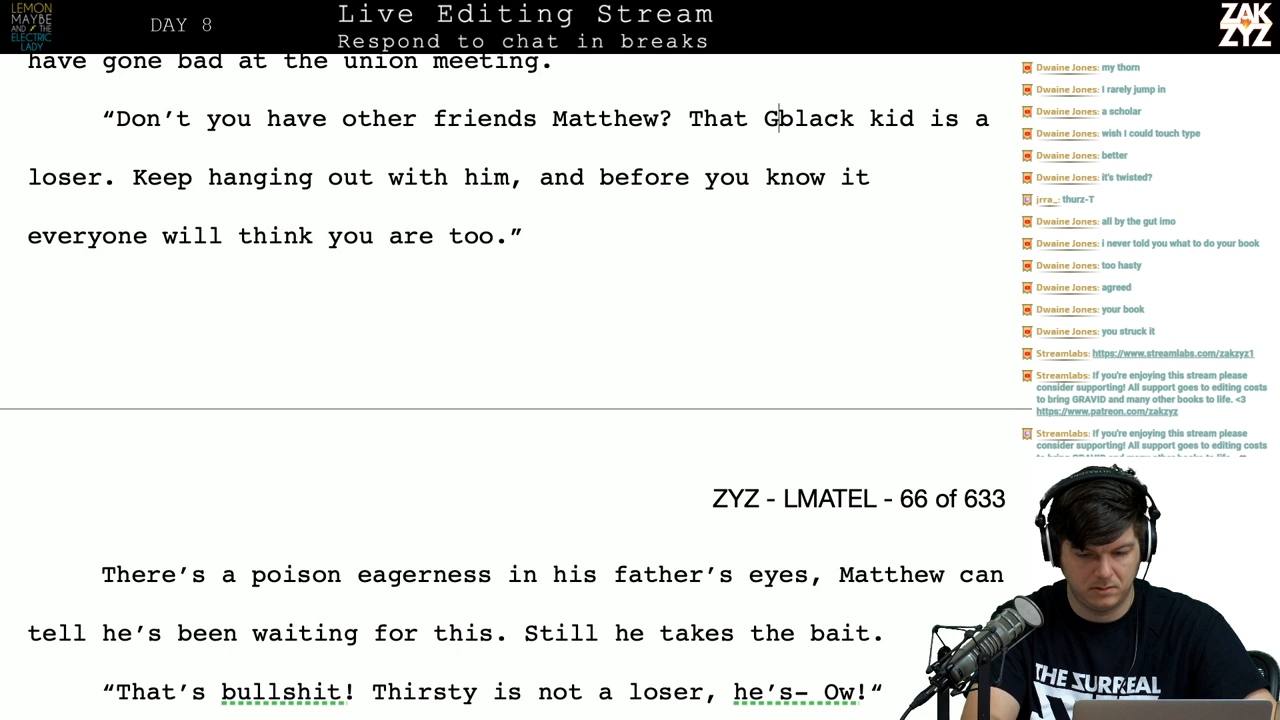 LEMON
MAYBE
AND THE
ELECTRIC
LADY
DAY 8
Live Editing Stream
Respond to chat in breaks
ZAK
ZYZ
have gone bad at the union meeting.
“Don’t you have other friends Matthew? That Gblack kid is a
loser. Keep hanging out with him, and before you know it
everyone will think you are too.”
ZYZ - LMATEL - 66 of 633
There’s a poison eagerness in his father’s eyes, Matthew can
tell he’s been waiting for this. Still he takes the bait.
“That’s bullshit! Thirsty is not a loser, he’s- Ow!“
Dwaine Jones: my thorn
Dwaine Jones: I rarely jump in
Dwaine Jones: a scholar
Dwaine Jones: wish I could touch type
Dwaine Jones: better
Dwaine Jones: it's twisted?
jrra_: thurz-T
Dwaine Jones: all by the gut imo
Dwaine Jones: i never told you what to do your book
Dwaine Jones: too hasty
Dwaine Jones: agreed
Dwaine Jones: your book
Dwaine Jones: you struck it
Streamlabs: https://www.streamlabs.com/zakzyz1
Streamlabs: If you're enjoying this stream please
consider supporting! All support goes to editing costs
to bring GRAVID and many other books to life. <3
https://www.patreon.com/zakzyz
Streamlabs: If you're enjoying this stream please
consider supporting! All support goes to editing costs
THE SURREAL